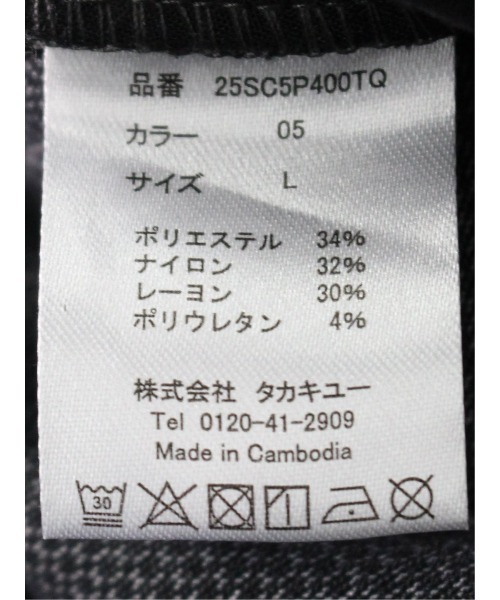 品番 25SC5P400TQ
カラー 05
サイズ L
ポリエステル 34%
ナイロン 32%
レーヨン 30%
ポリウレタン 4%
株式会社 タカキユー
Tel 0120-41-2909
Made in Cambodia
30